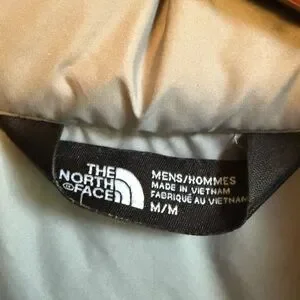 THE
NORTH
FACE
MENS/HOMMES
MADE IN VIETNAM
FABRIQUÉ AU VIETNAM
M/M